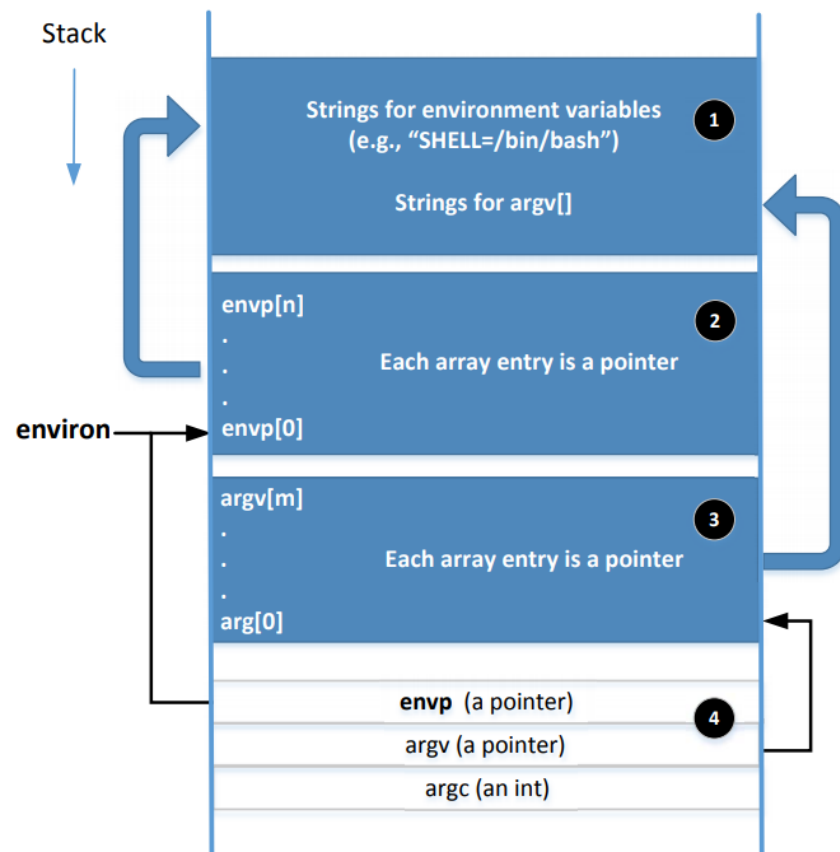 Stack
Strings for environment variables
(e.g., “SHELL=/bin/bash”)
1
Strings for argv[]
envp[n]
2
.
.
Each array entry is a pointer
.
environ
envp[0]
argv[m]
3
.
.
Each array entry is a pointer
.
arg[0]
envp (a pointer)
4
argv (a pointer)
argc (an int)